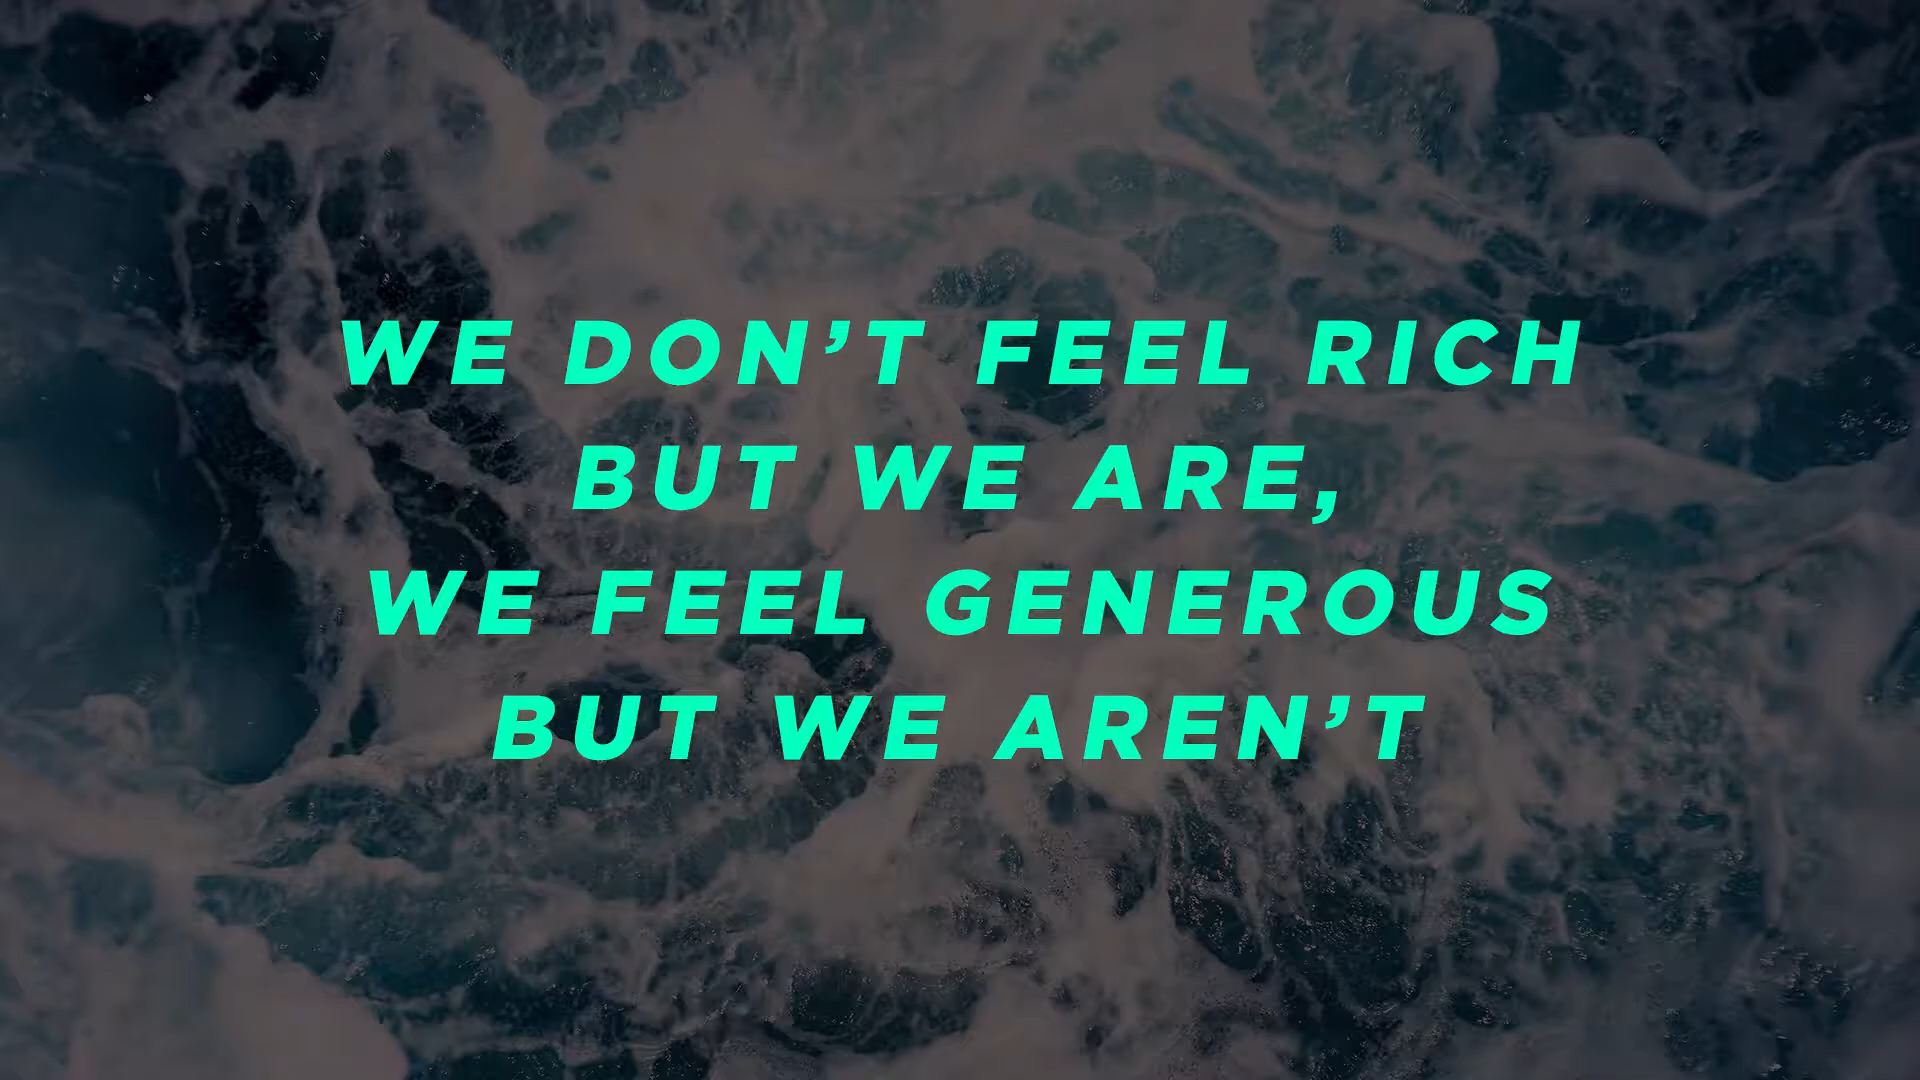 WE DON’T FEEL RICH
BUT WE ARE,
WE FEEL GENEROUS
BUT WE AREN’T